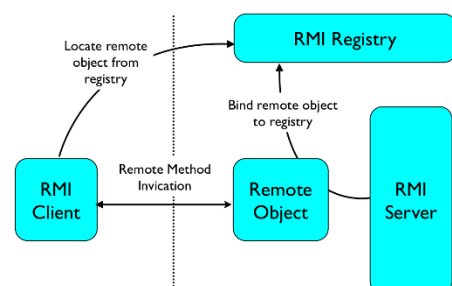 Locate remote
object from
registry
RMI Registry
Bind remote object
to registry
RMI
Client
Remote Method
Invication
Remote
Object
RMI
Server